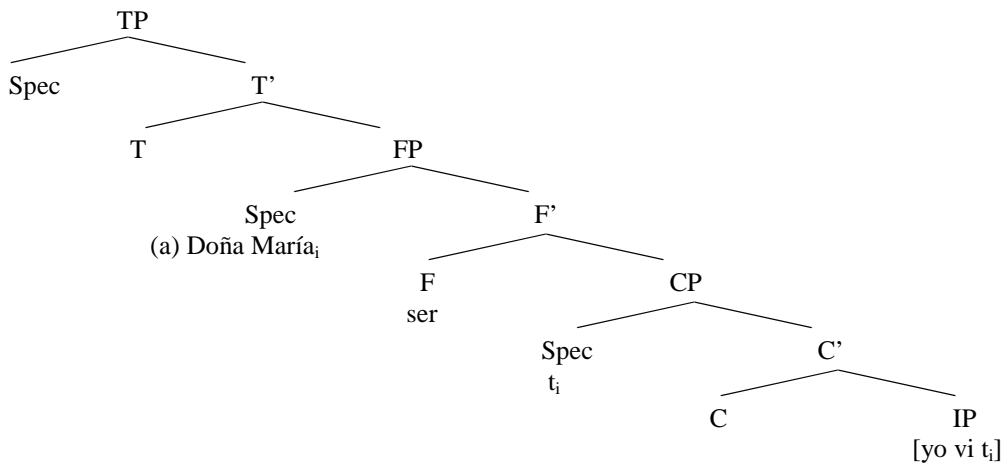 TP
Spec T’
T FP
Spec F’
(a) Doña Maríai
F CP
ser
Spec C’
ti
C IP
[yo vi ti]